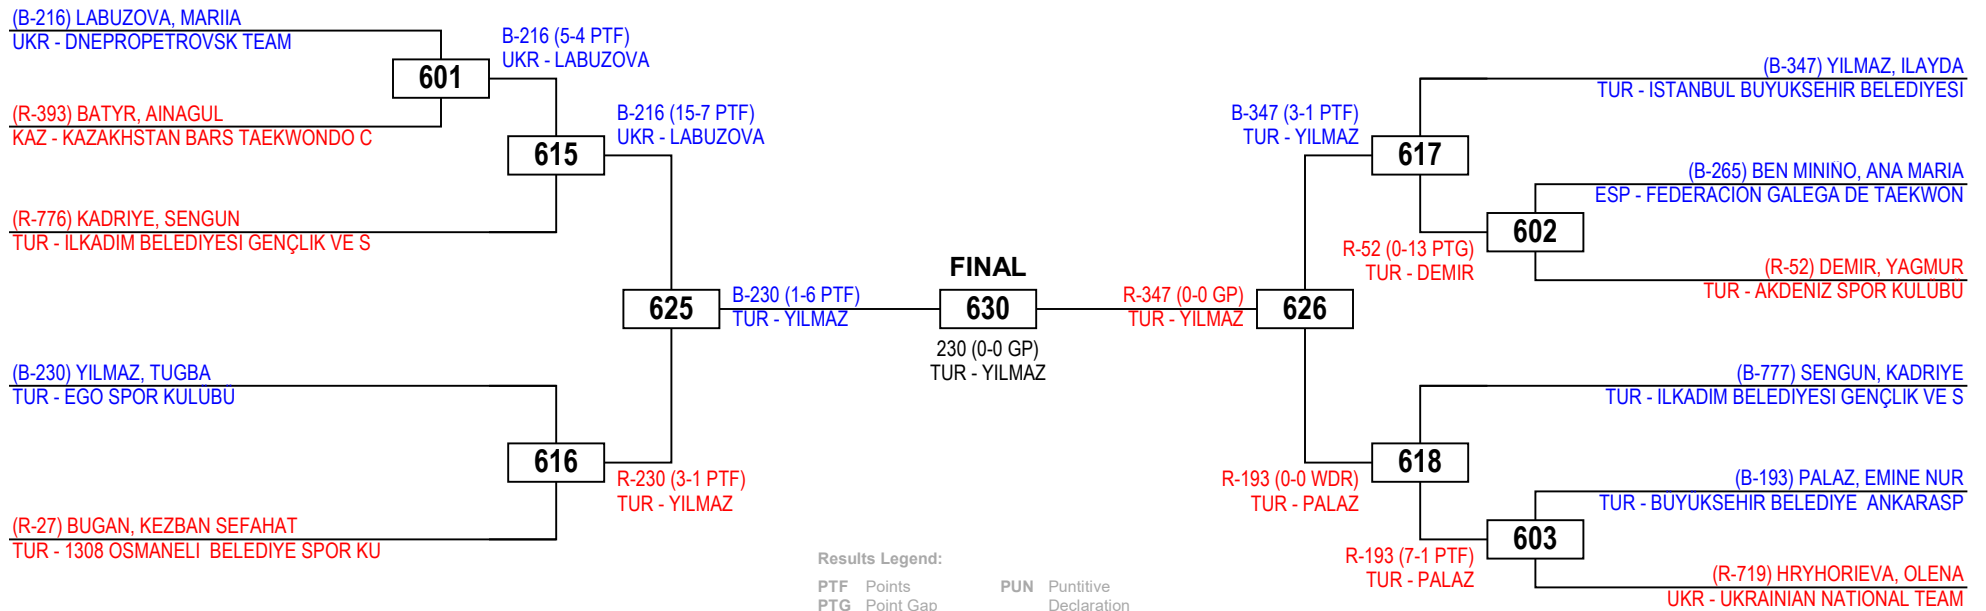 (B-216) LABUZOVA, MARIIA
UKR - DNEPROPETROVSK TEAM
601
(R-393) BATYR, AINAGUL
KAZ - KAZAKHSTAN BARS TAEKWONDO C
B-216 (5-4 PTF)
UKR - LABUZOVA
615
(R-776) KADRIYE, SENGUN
TUR - ILKADIM BELEDIYESI GENÇLIK VE S
B-216 (15-7 PTF)
UKR - LABUZOVA
625
(B-230) YILMAZ, TUGBA
TUR - EGO SPOR KULÜBÜ
616
(R-27) BUGAN, KEZBAN SEFAHAT
TUR - 1308 OSMANELI  BELEDIYE SPOR KU
R-230 (3-1 PTF)
TUR - YILMAZ
B-230 (1-6 PTF)
TUR - YILMAZ
FINAL
630
230 (0-0 GP)
TUR - YILMAZ
R-347 (0-0 GP)
TUR - YILMAZ
626
B-347 (3-1 PTF)
TUR - YILMAZ
617
(B-347) YILMAZ, ILAYDA
TUR - ISTANBUL BUYUKSEHIR BELEDIYESI
(B-265) BEN MINIÑO, ANA MARIA
ESP - FEDERACIÓN GALEGA DE TAEKWON
602
R-52 (0-13 PTG)
TUR - DEMIR
(R-52) DEMIR, YAGMUR
TUR - AKDENIZ SPOR KULUBU
(B-777) SENGUN, KADRIYE
TUR - ILKADIM BELEDIYESI GENÇLIK VE S
618
R-193 (0-0 WDR)
TUR - PALAZ
(B-193) PALAZ, EMINE NUR
TUR - BÜYÜKSEHIR BELEDIYE  ANKARASP
603
R-193 (7-1 PTF)
TUR - PALAZ
(R-719) HRYHORIEVA, OLENA
UKR - UKRAINIAN NATIONAL TEAM
Results Legend:
PTF Points PUN Puntitive
PTG Point Gap Declaration